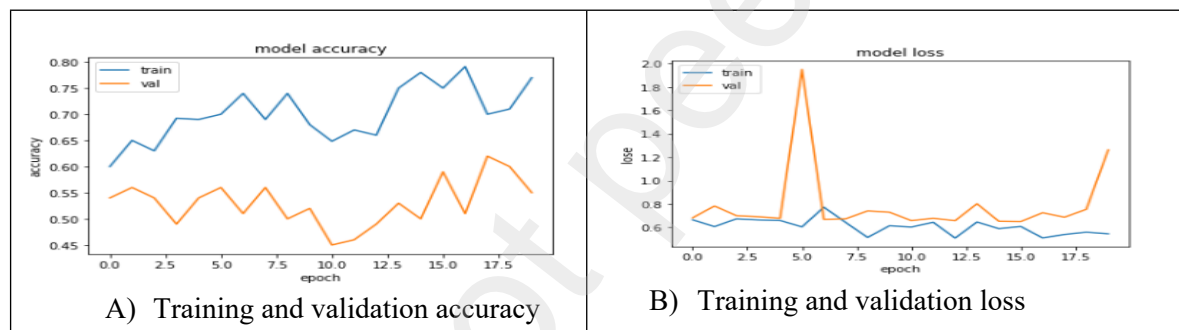 model accuracy
train
val
0.80
0.75
0.70
0.65
0.60
0.55
0.50
0.45
accuracy
0.0 2.5 5.0 7.5 10.0 12.5 15.0 17.5
epoch
A) Training and validation accuracy
model loss
train
val
2.0
1.8
1.6
1.4
1.2
1.0
0.8
0.6
lose
0.0 2.5 5.0 7.5 10.0 12.5 15.0 17.5
epoch
B) Training and validation loss
ot pee